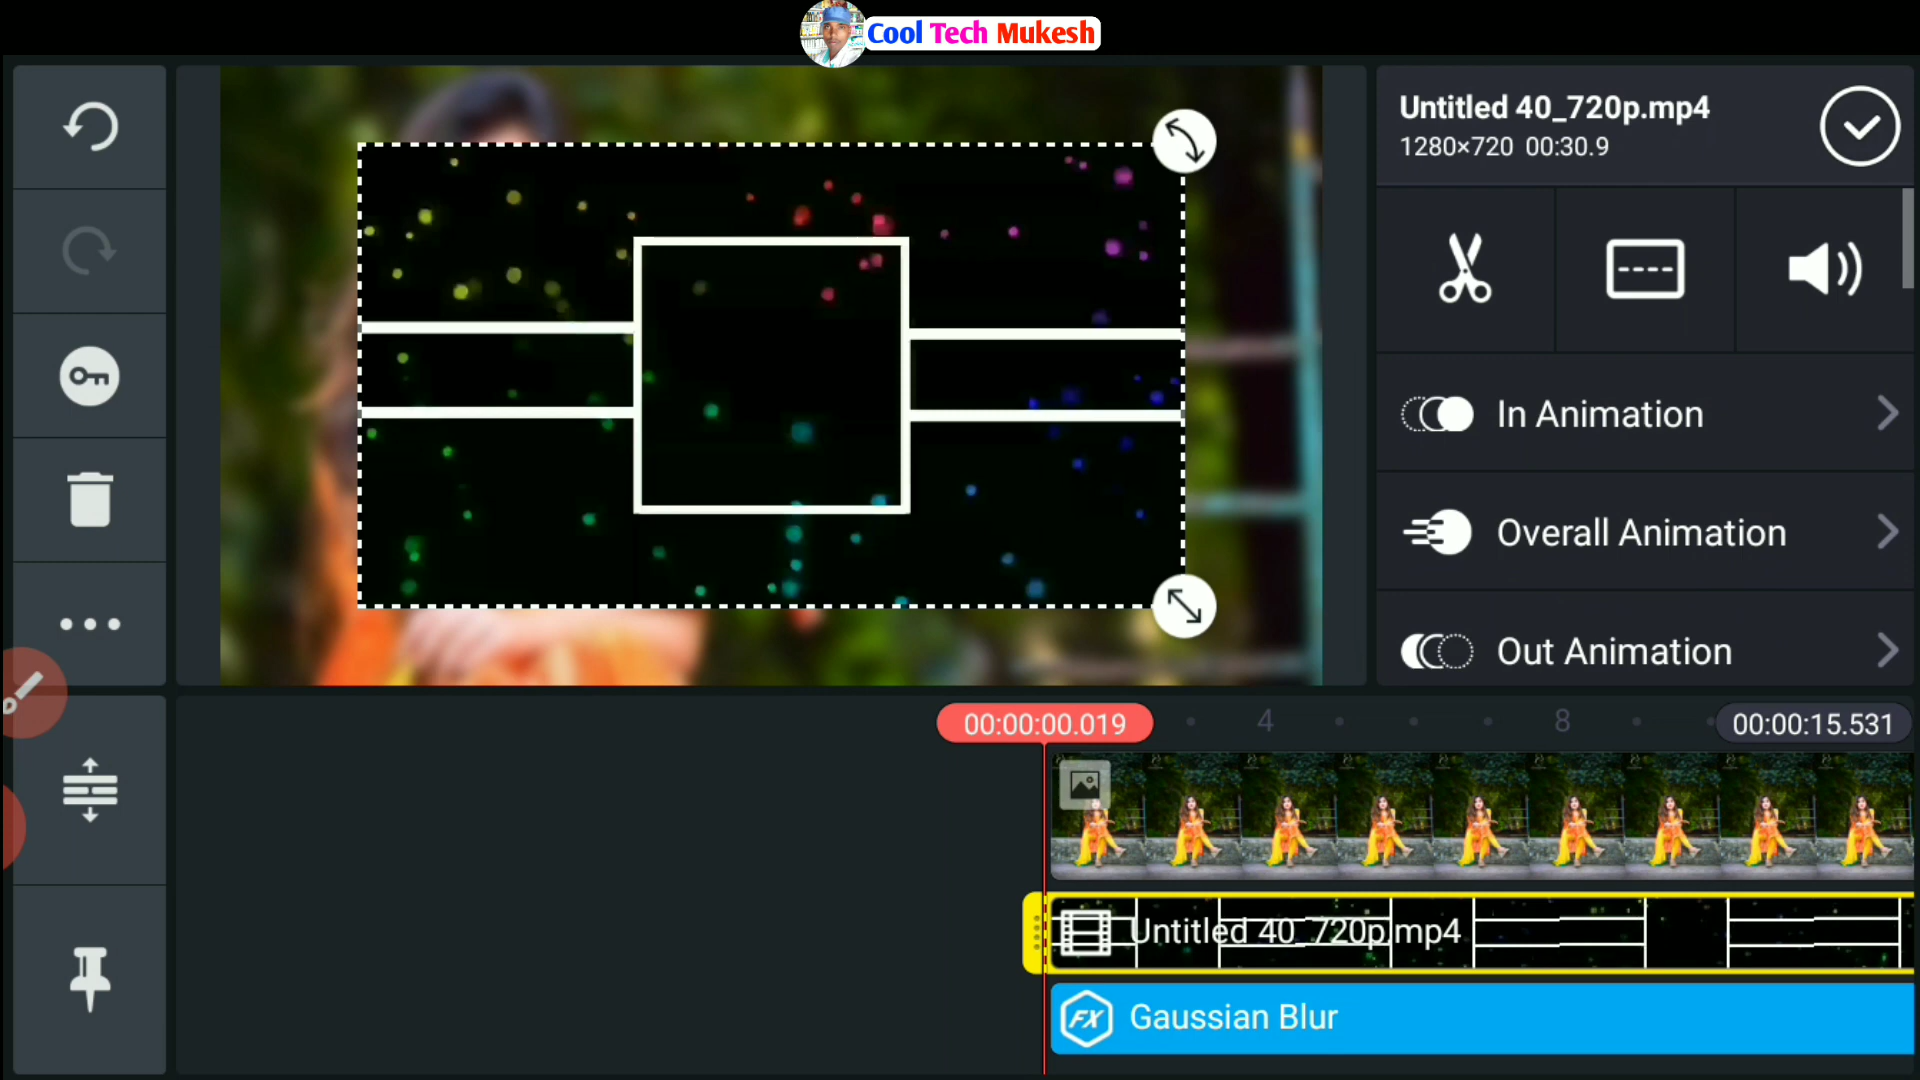 Cool Tech Mukesh
Untitled 40_720p.mp4
1280×720 00:30.9
In Animation
Overall Animation
Out Animation
00:00:00.019
4
8
00:00:15.531
Untitled 40_720p.mp4
FX Gaussian Blur